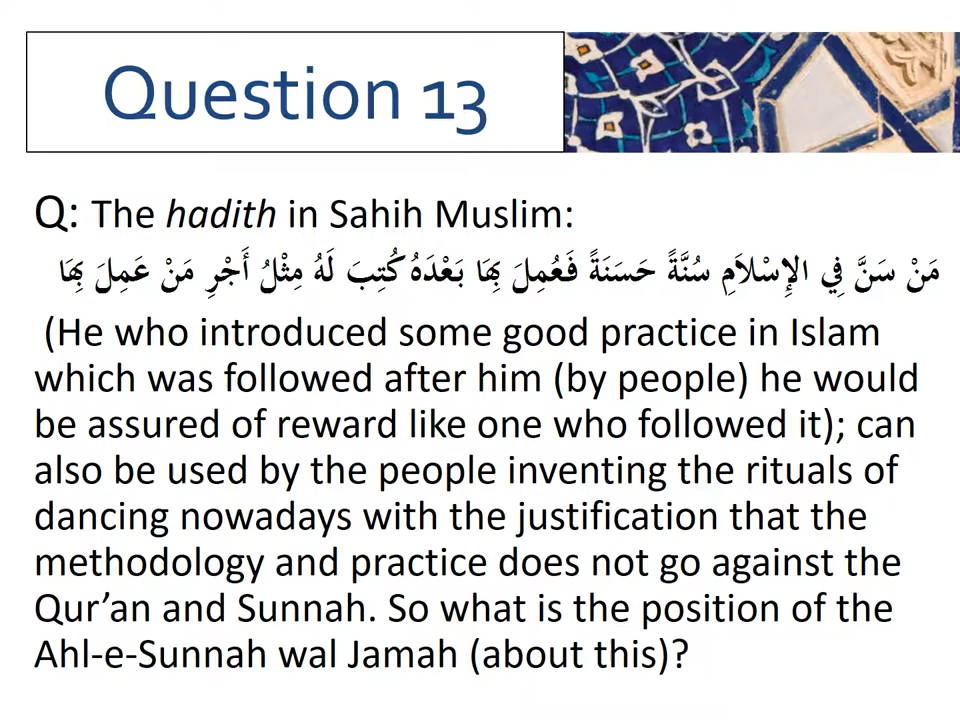 Question 13
Q: The hadith in Sahih Muslim:
مَنْ سَنَّ فِي الإِسْلاَمِ سُنَّةً حَسَنَةً فَعُمِلَ بِهَا بَعْدَهُ كُتِبَ لَهُ مِثْلُ أَجْرِ مَنْ عَمِلَ بِهَا
(He who introduced some good practice in Islam
which was followed after him (by people) he would
be assured of reward like one who followed it); can
also be used by the people inventing the rituals of
dancing nowadays with the justification that the
methodology and practice does not go against the
Qur’an and Sunnah. So what is the position of the
Ahl-e-Sunnah wal Jamah (about this)?